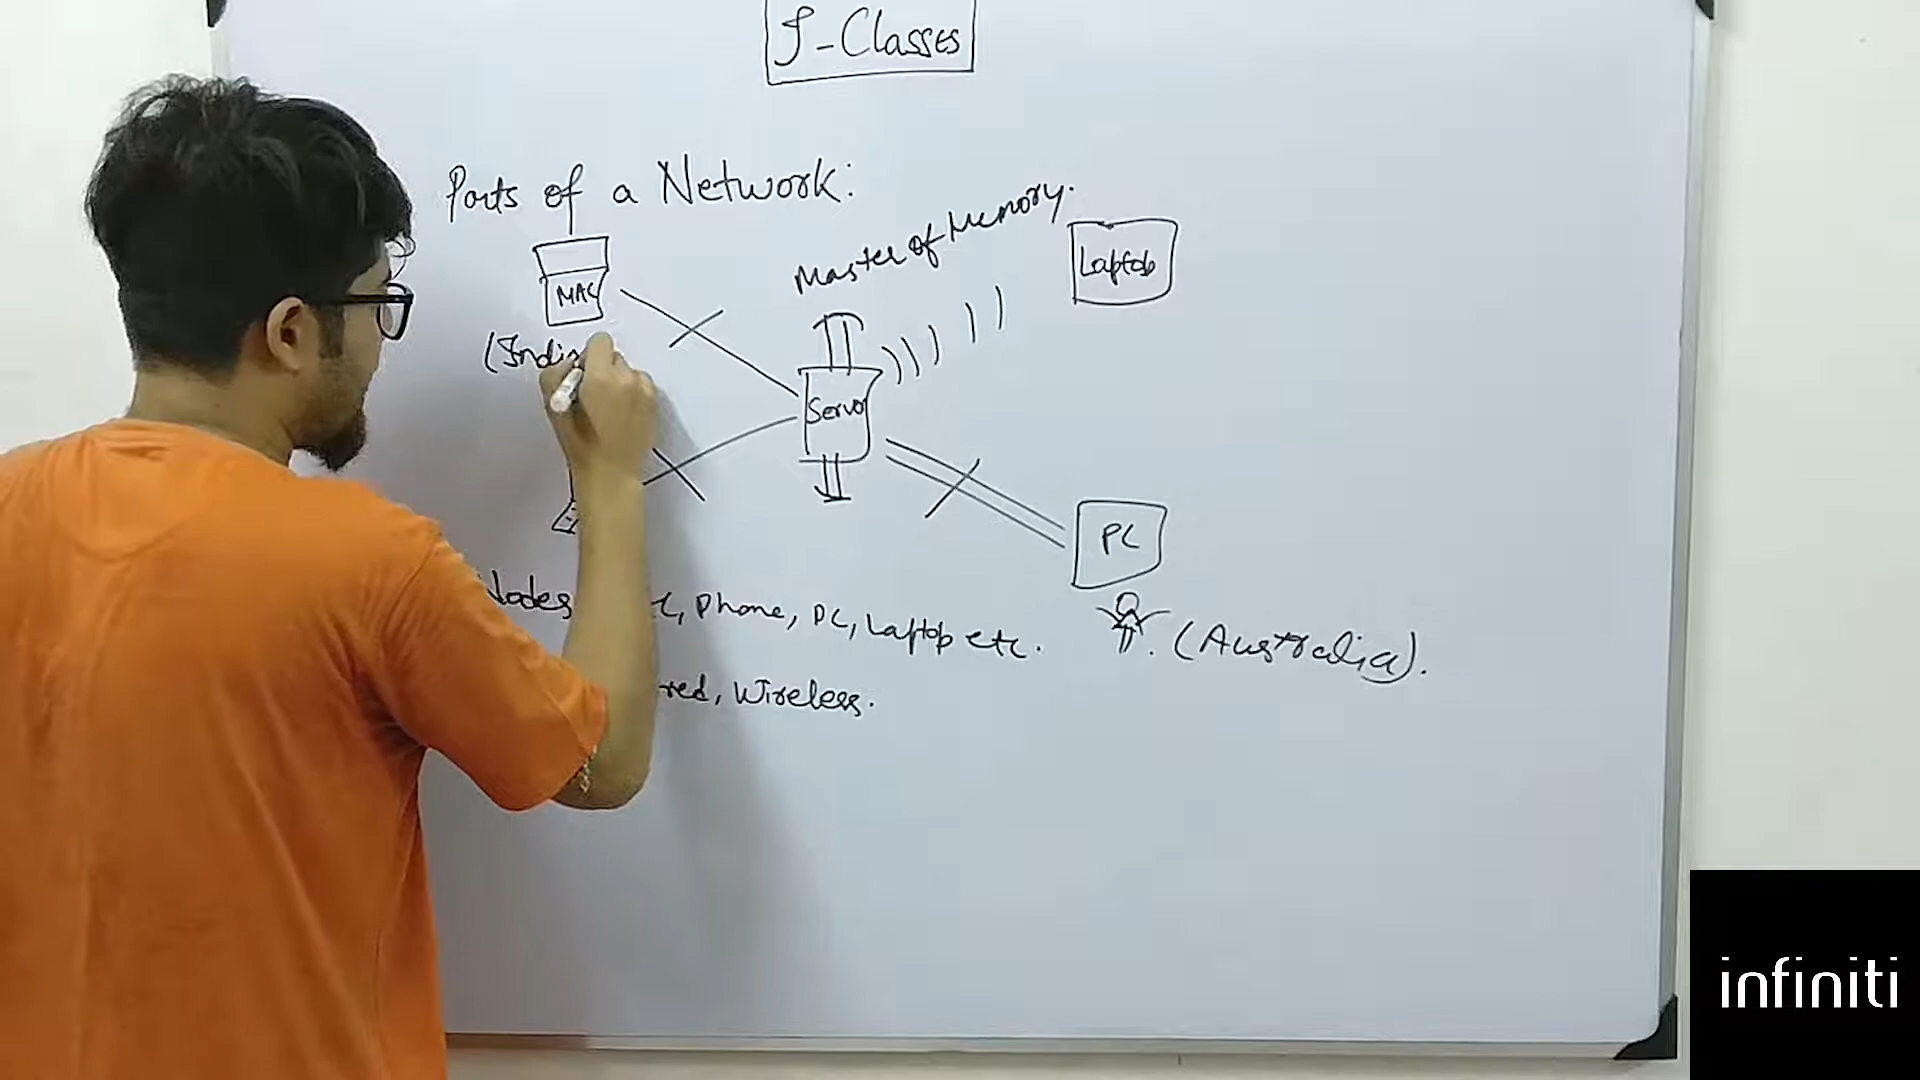 I-Classes
Parts of a Network:
Master of Memory.
Laptop
MAC
(India
Server
PC
Nodes
Phone, PC, Laptop etc.
(Australia).
red, Wireless.
infiniti